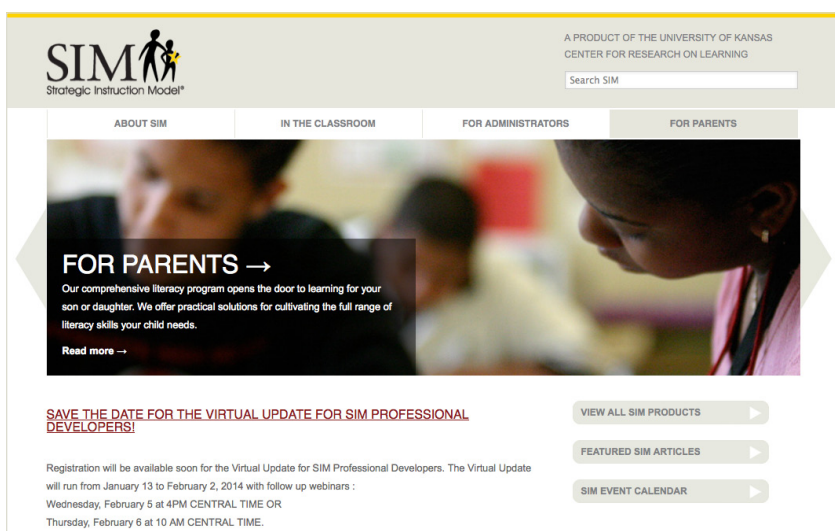 SIM
Strategic Instruction Model®
A PRODUCT OF THE UNIVERSITY OF KANSAS
CENTER FOR RESEARCH ON LEARNING
Search SIM
ABOUT SIM
IN THE CLASSROOM
FOR ADMINISTRATORS
FOR PARENTS
FOR PARENTS →
Our comprehensive literacy program opens the door to learning for your
son or daughter. We offer practical solutions for cultivating the full range of
literacy skills your child needs.
Read more →
SAVE THE DATE FOR THE VIRTUAL UPDATE FOR SIM PROFESSIONAL
DEVELOPERS!
Registration will be available soon for the Virtual Update for SIM Professional Developers. The Virtual Update
will run from January 13 to February 2, 2014 with follow up webinars :
Wednesday, February 5 at 4PM CENTRAL TIME OR
Thursday, February 6 at 10 AM CENTRAL TIME.
VIEW ALL SIM PRODUCTS
FEATURED SIM ARTICLES
SIM EVENT CALENDAR